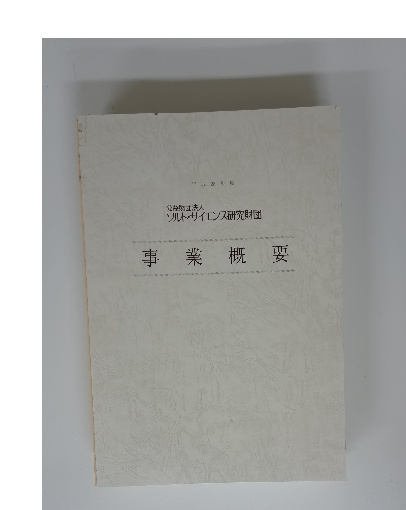 公益財団法人
ソルト・サイエンス研究財団
事業概要